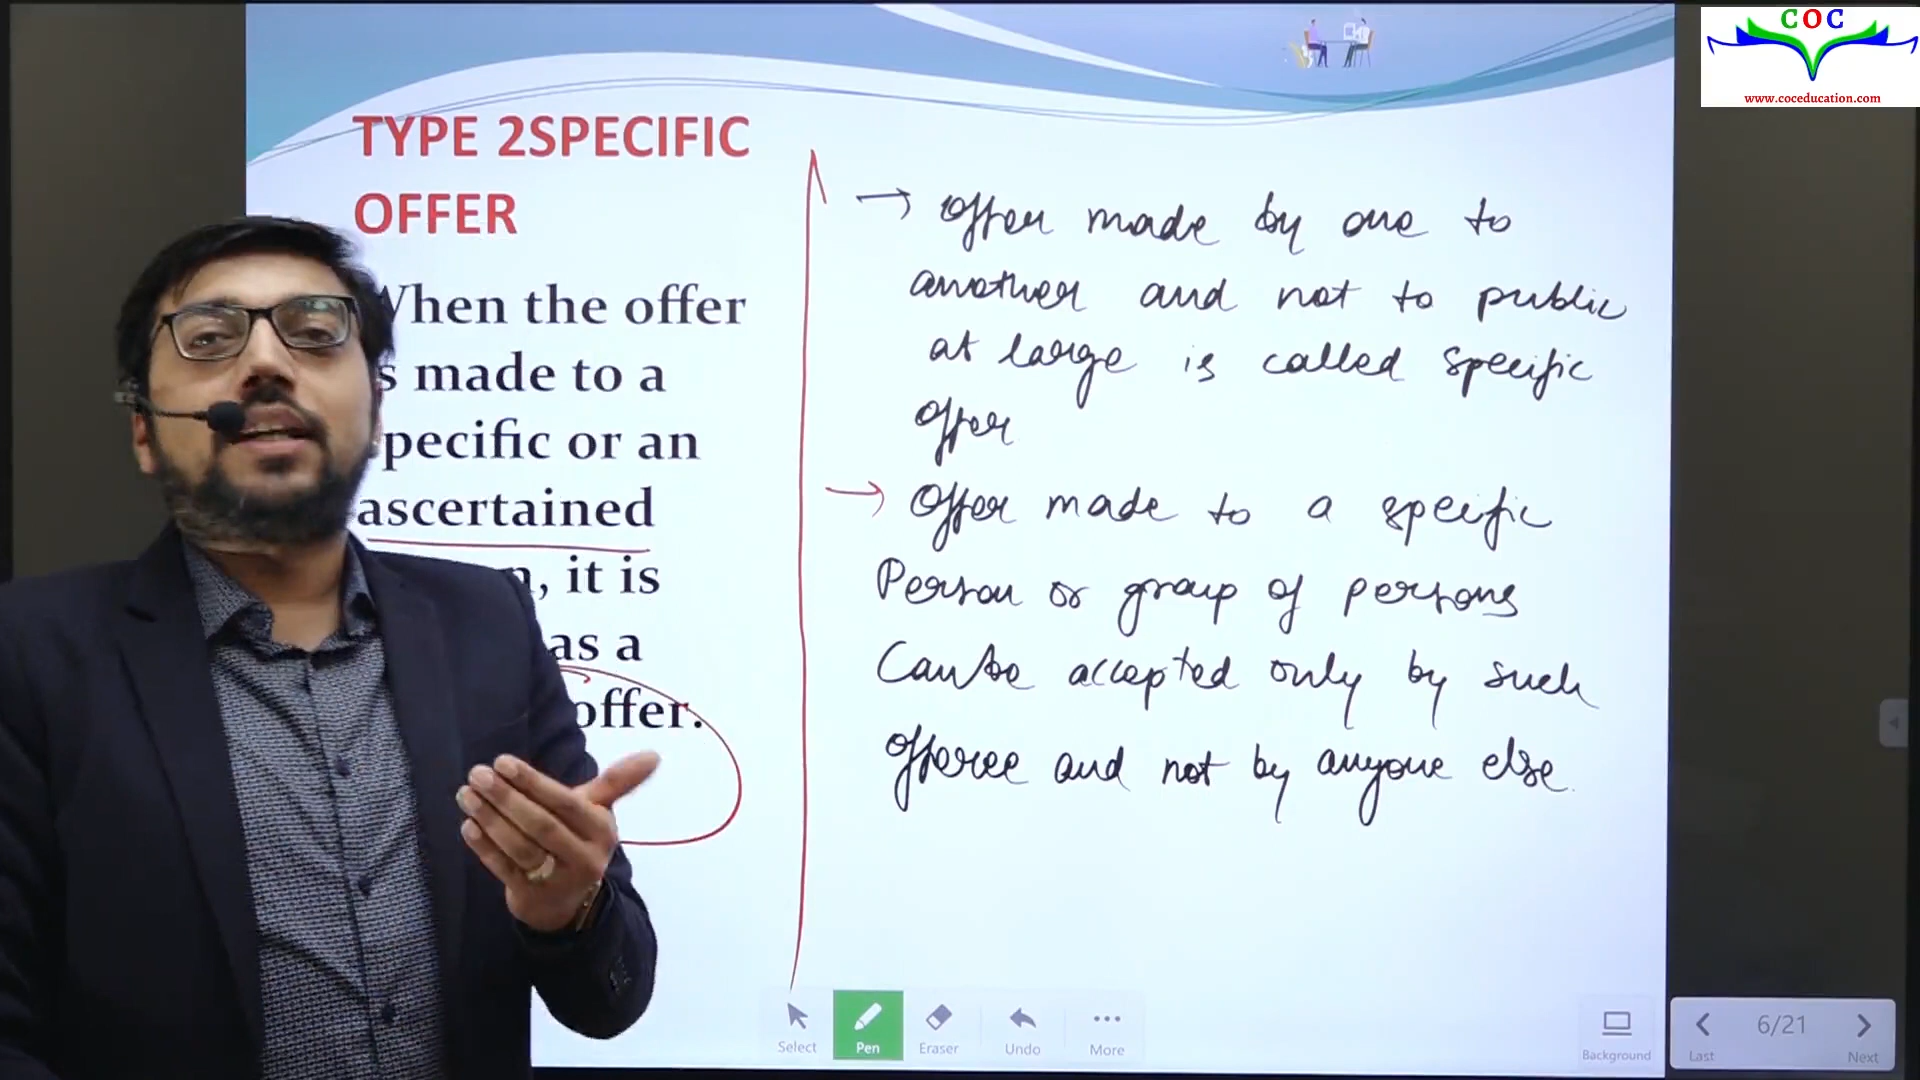 COC
www.coceducation.com
TYPE 2SPECIFIC
OFFER
When the offer
is made to a
specific or an
ascertained
n, it is
as a
offer.
→ offer made by one to
another and not to public
at large is called specific
offer
→ Offer made to a specific
Person or group of persons
Can be accepted only by such
offeree and not by anyone else.
Select
Pen
Eraser
Undo
More
Background
Last
6/21
Next